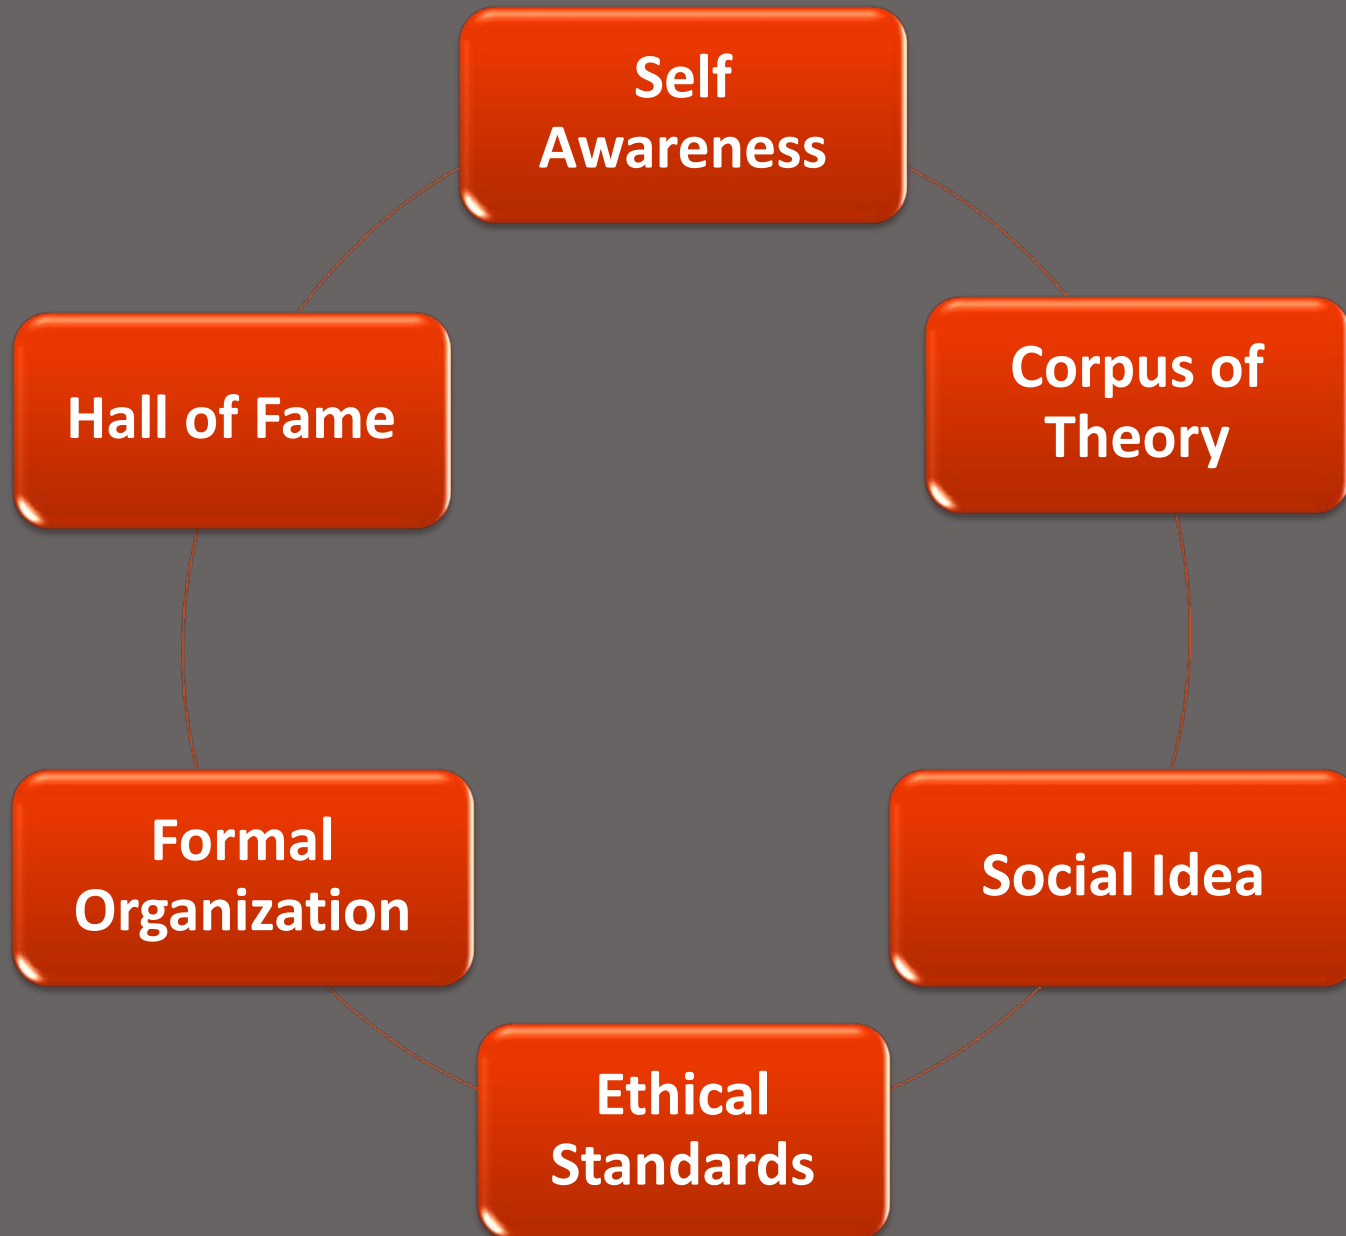 Self
Awareness
Corpus of
Theory
Social Idea
Ethical
Standards
Formal
Organization
Hall of Fame